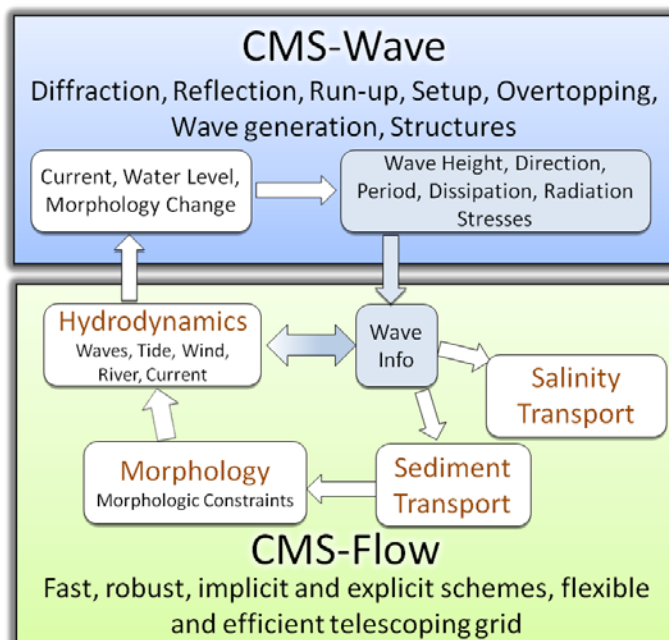 CMS-Wave
Diffraction, Reflection, Run-up, Setup, Overtopping,
Wave generation, Structures
Current, Water Level,
Morphology Change
Wave Height, Direction,
Period, Dissipation, Radiation
Stresses
Hydrodynamics
Waves, Tide, Wind,
River, Current
Wave
Info
Salinity
Transport
Morphology
Morphologic Constraints
Sediment
Transport
CMS-Flow
Fast, robust, implicit and explicit schemes, flexible
and efficient telescoping grid